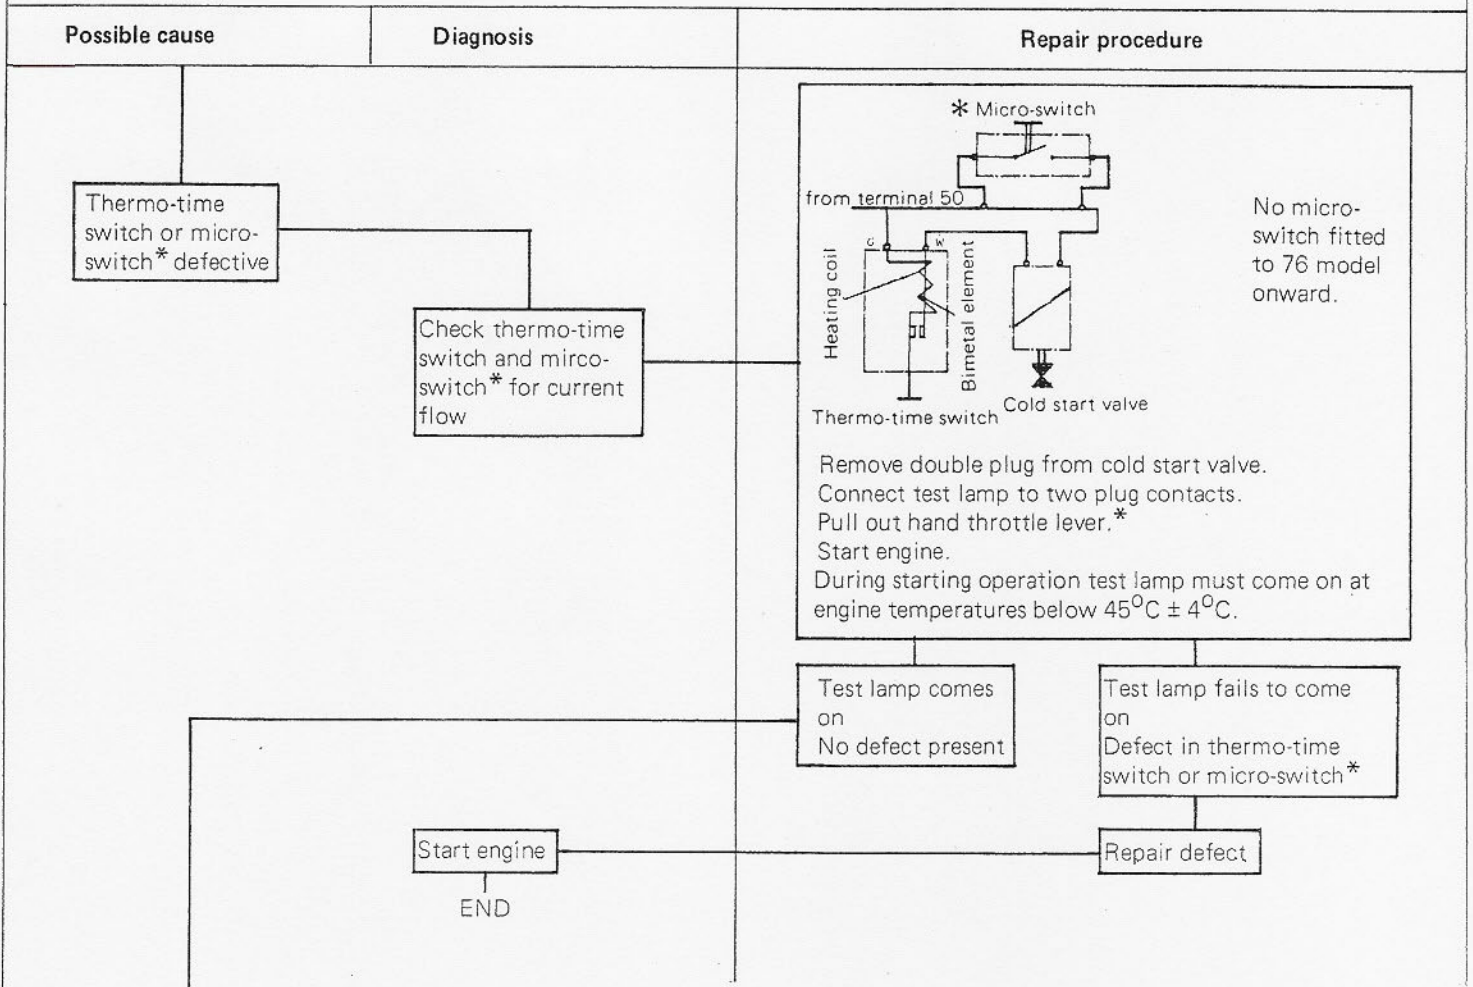 Possible cause
Diagnosis
Repair procedure
Thermo-time
switch or micro-
switch* defective
Check thermo-time
switch and mirco-
switch* for current
flow
* Micro-switch
from terminal 50
G W
Heating coil
Bimetal element
Thermo-time switch
Cold start valve
No micro-
switch fitted
to 76 model
onward.
Remove double plug from cold start valve.
Connect test lamp to two plug contacts.
Pull out hand throttle lever.*
Start engine.
During starting operation test lamp must come on at
engine temperatures below 45°C ± 4°C.
Test lamp comes
on
No defect present
Test lamp fails to come
on
Defect in thermo-time
switch or micro-switch*
Repair defect
Start engine
END